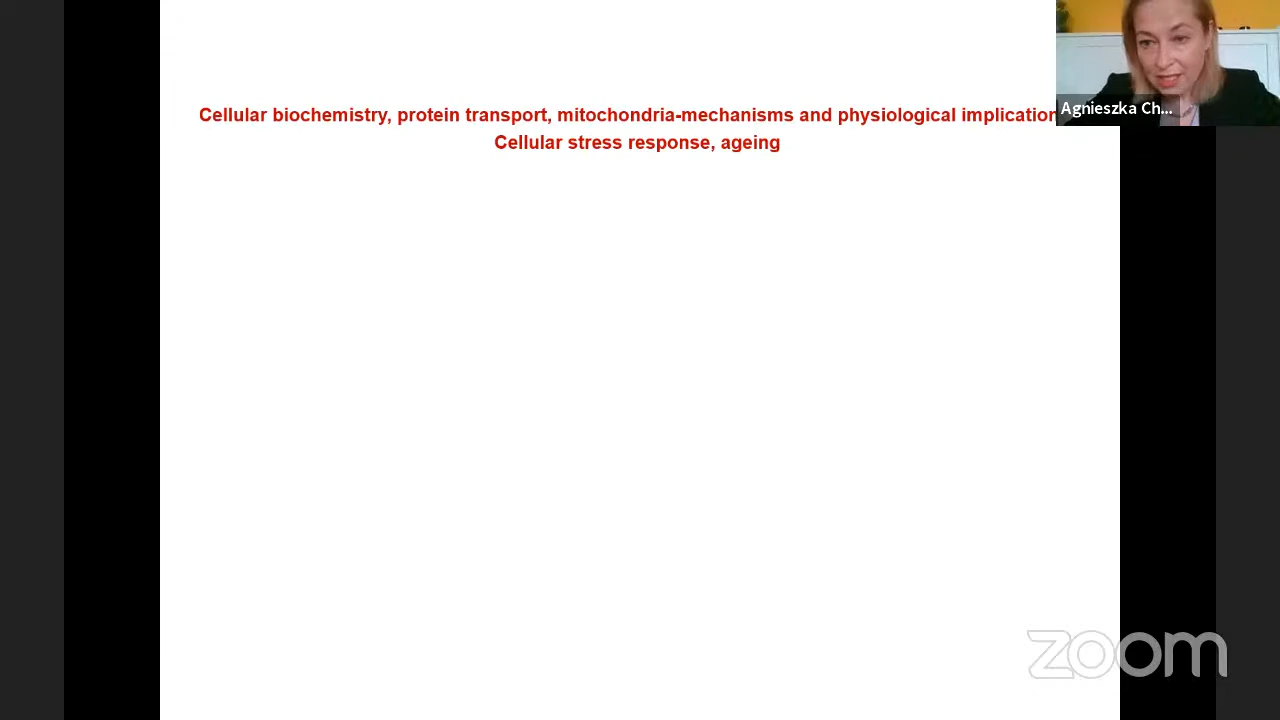 Cellular biochemistry, protein transport, mitochondria-mechanisms and physiological implication
Cellular stress response, ageing
Agnieszka Ch...
zoom